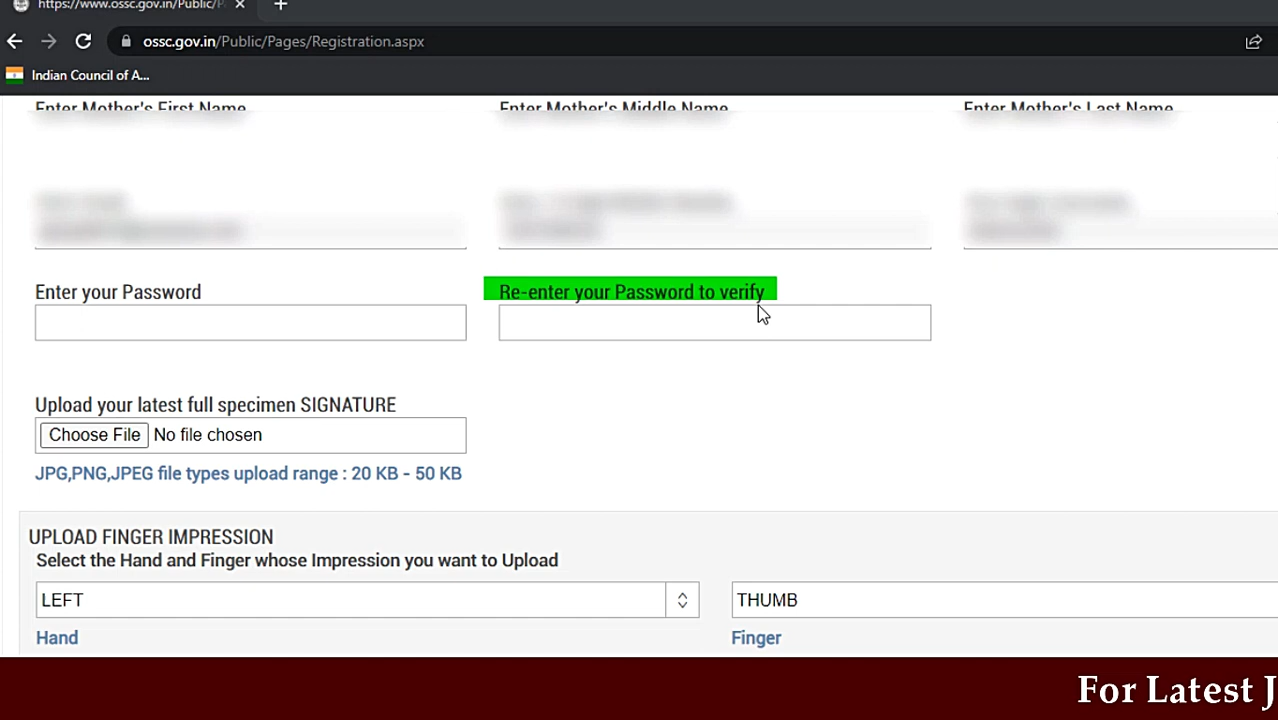 https://www.ossc.gov.in/Public/P
ossc.gov.in/Public/Pages/Registration.aspx
Indian Council of A...
Enter Mother's First Name Enter Mother's Middle Name Enter Mother's Last Name
Enter your Password Re-enter your Password to verify
Upload your latest full specimen SIGNATURE
Choose File No file chosen
JPG,PNG,JPEG file types upload range : 20 KB - 50 KB
UPLOAD FINGER IMPRESSION
Select the Hand and Finger whose Impression you want to Upload
LEFT THUMB
Hand Finger
For Latest J